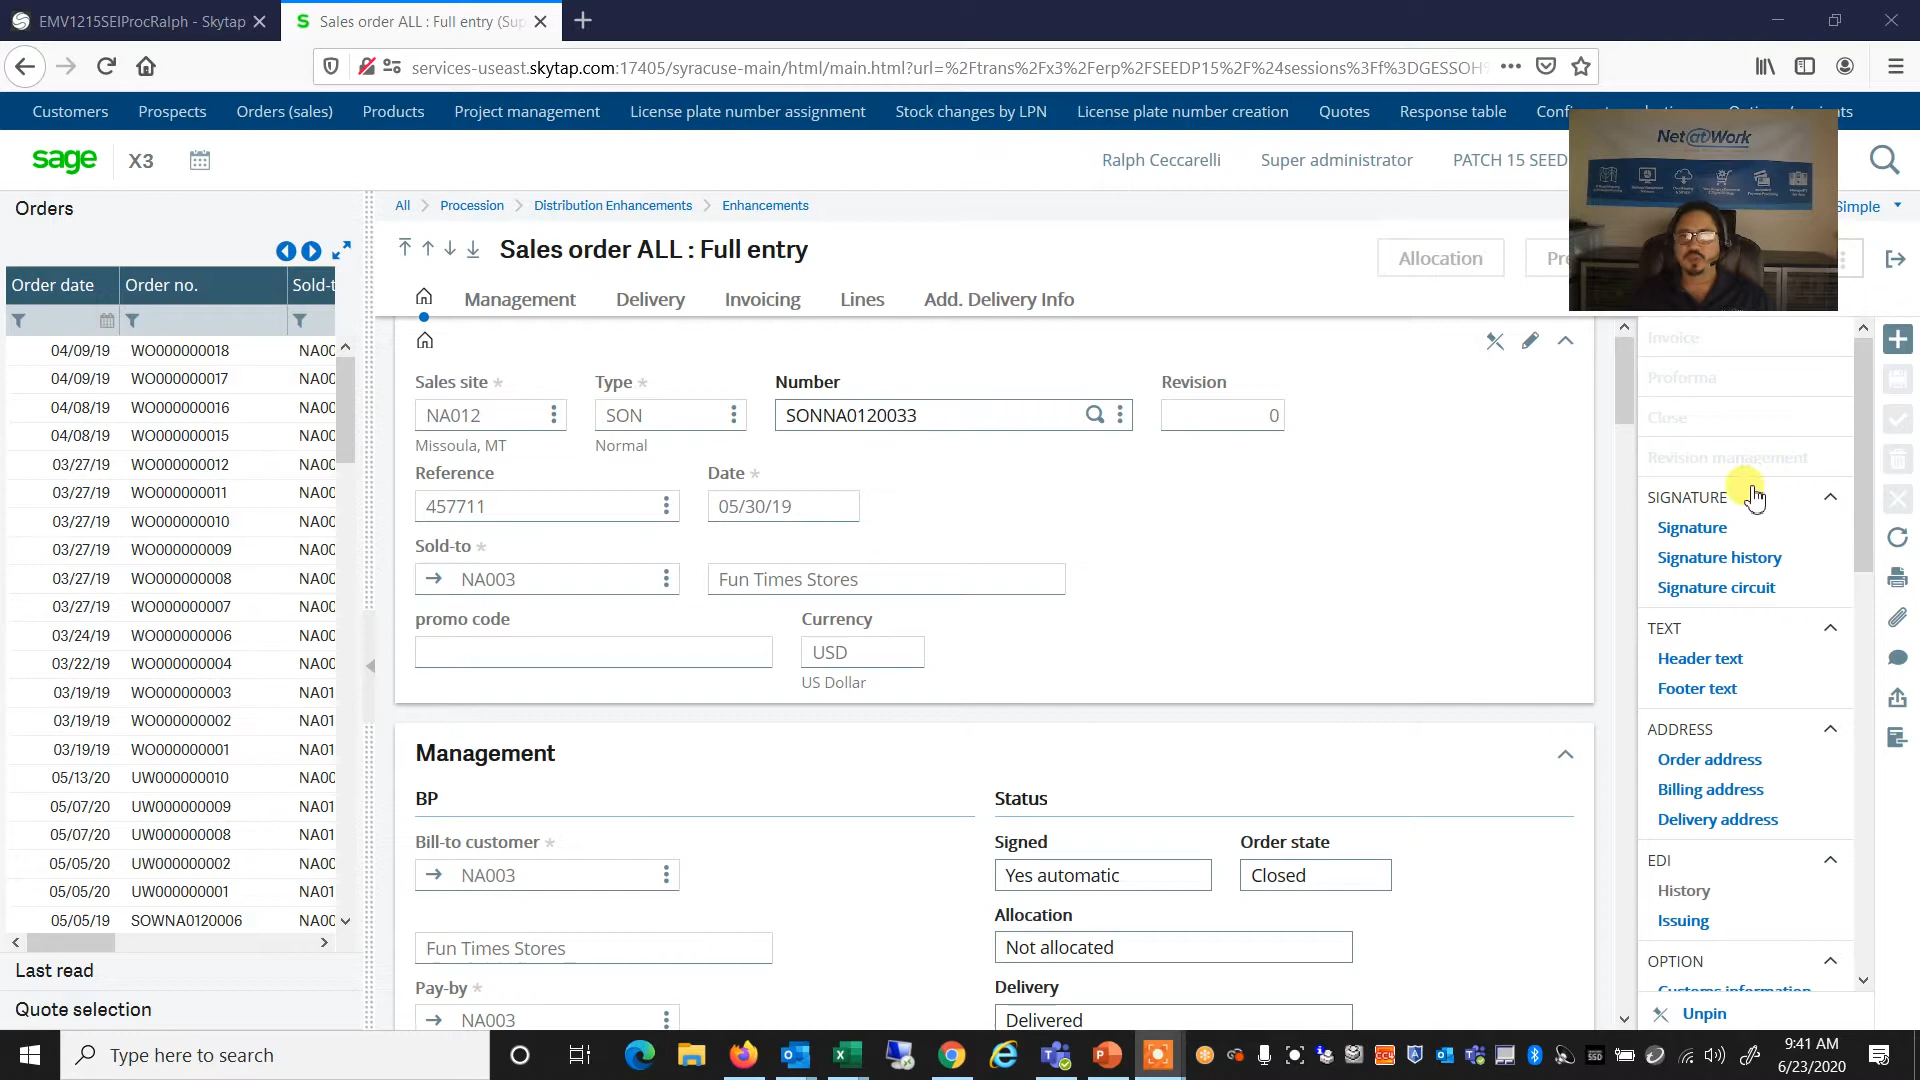 EMV1215SEIProcRalph - Skytap
Sales order ALL : Full entry (Sup
services-useast.skytap.com:17405/syracuse-main/html/main.html?url=%2Ftrans%2Fx3%2Ferp%2FSEEDP15%2F%24sessions%3Ff%3DGESSOH%
Customers Prospects Orders (sales) Products Project management License plate number assignment Stock changes by LPN License plate number creation Quotes Response table
Net@Work
sage X3 Ralph Ceccarelli Super administrator PATCH 15 SEED
Orders
All Procession Distribution Enhancements Enhancements
Simple
Sales order ALL : Full entry
Allocation
Management Delivery Invoicing Lines Add. Delivery Info
Order date Order no. Sold-t
04/09/19 WO000000018 NA00
04/09/19 WO000000017 NA00
04/08/19 WO000000016 NA00
04/08/19 WO000000015 NA00
03/27/19 WO000000012 NA00
03/27/19 WO000000011 NA00
03/27/19 WO000000010 NA00
03/27/19 WO000000009 NA00
03/27/19 WO000000008 NA00
03/27/19 WO000000007 NA00
03/24/19 WO000000006 NA00
03/22/19 WO000000004 NA00
03/19/19 WO000000003 NA01
03/19/19 WO000000002 NA01
03/19/19 WO000000001 NA01
05/13/20 UW000000010 NA00
05/07/20 UW000000009 NA01
05/07/20 UW000000008 NA01
05/05/20 UW000000002 NA01
05/05/20 UW000000001 NA01
05/05/19 SOWNA0120006 NA00
Last read
Quote selection
Sales site * Type * Number Revision
NA012 SON SONNA0120033 0
Missoula, MT Normal
Reference Date *
457711 05/30/19
Sold-to *
NA003 Fun Times Stores
promo code Currency
USD
US Dollar
Management
BP Status
Bill-to customer * Signed Order state
NA003 Yes automatic Closed
Allocation
Fun Times Stores Not allocated
Pay-by * Delivery
NA003 Delivered
Invoice
Proforma
Close
Revision management
SIGNATURE
Signature
Signature history
Signature circuit
TEXT
Header text
Footer text
ADDRESS
Order address
Billing address
Delivery address
EDI
History
Issuing
OPTION
Customs information
Unpin
Type here to search
9:41 AM
6/23/2020